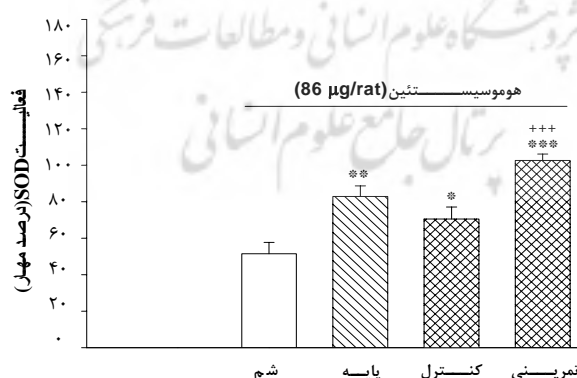 پژوهشگاه علوم انسانی و مطالعات فرهنگی
پرتال جامع علوم انسانی
هوموسیستئین (86 µg/rat)
فعالیت SOD (درصد مهار)
۱۸۰
۱۶۰
۱۴۰
۱۲۰
۱۰۰
۸۰
۶۰
۴۰
۲۰
۰
+++
***
**
*
شم
پایه
کنترل
تمرینی